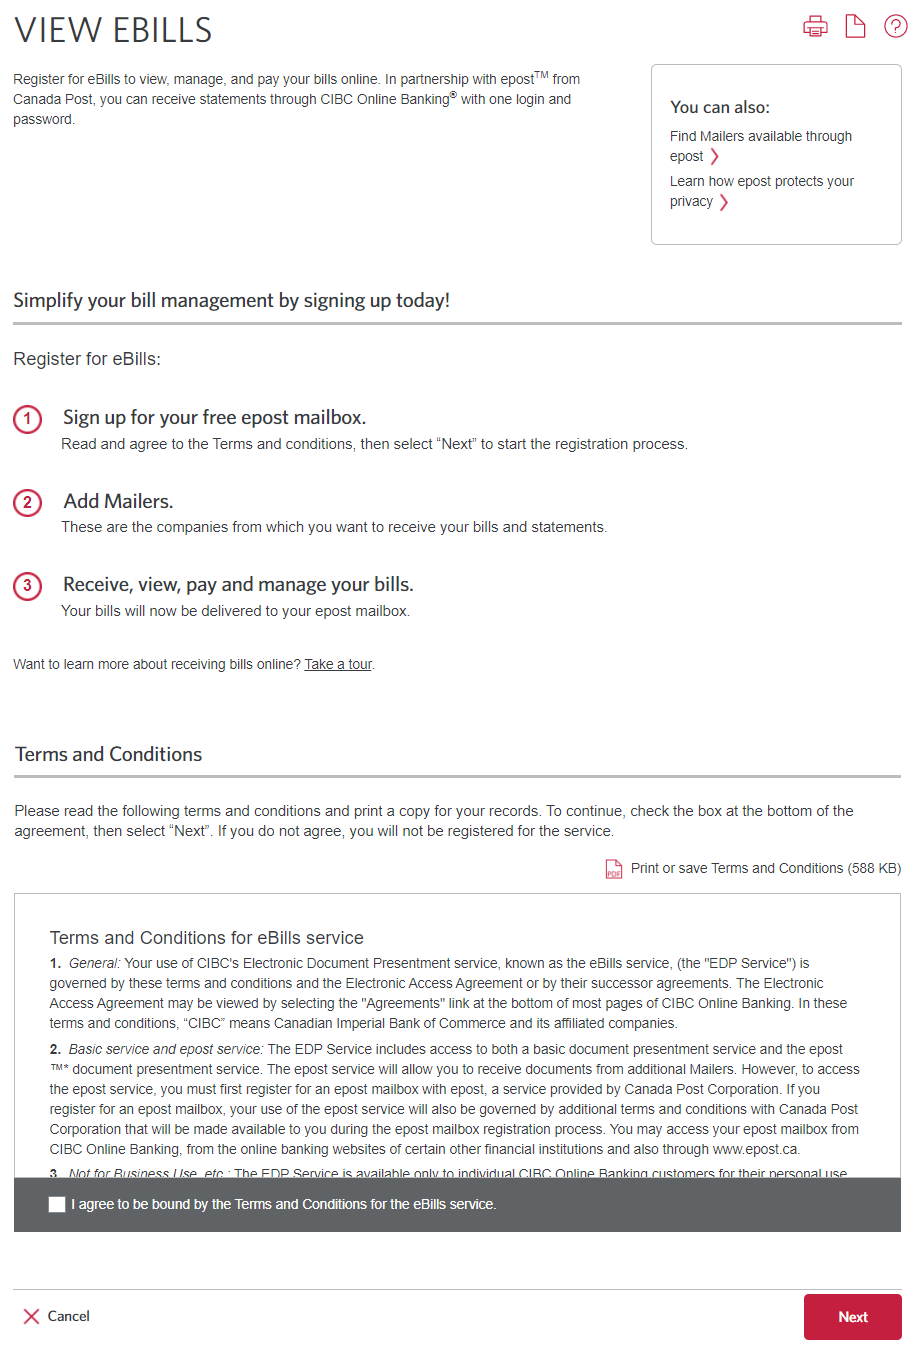 VIEW EBILLS
Register for eBills to view, manage, and pay your bills online. In partnership with epost™ from
Canada Post, you can receive statements through CIBC Online Banking® with one login and
password.
You can also:
Find Mailers available through
epost
Learn how epost protects your
privacy
Simplify your bill management by signing up today!
Register for eBills:
1 Sign up for your free epost mailbox.
Read and agree to the Terms and conditions, then select “Next” to start the registration process.
2 Add Mailers.
These are the companies from which you want to receive your bills and statements.
3 Receive, view, pay and manage your bills.
Your bills will now be delivered to your epost mailbox.
Want to learn more about receiving bills online? Take a tour.
Terms and Conditions
Please read the following terms and conditions and print a copy for your records. To continue, check the box at the bottom of the
agreement, then select “Next”. If you do not agree, you will not be registered for the service.
PDF Print or save Terms and Conditions (588 KB)
Terms and Conditions for eBills service
1. General: Your use of CIBC's Electronic Document Presentment service, known as the eBills service, (the "EDP Service") is
governed by these terms and conditions and the Electronic Access Agreement or by their successor agreements. The Electronic
Access Agreement may be viewed by selecting the "Agreements" link at the bottom of most pages of CIBC Online Banking. In these
terms and conditions, “CIBC” means Canadian Imperial Bank of Commerce and its affiliated companies.
2. Basic service and epost service: The EDP Service includes access to both a basic document presentment service and the epost
™* document presentment service. The epost service will allow you to receive documents from additional Mailers. However, to access
the epost service, you must first register for an epost mailbox with epost, a service provided by Canada Post Corporation. If you
register for an epost mailbox, your use of the epost service will also be governed by additional terms and conditions with Canada Post
Corporation that will be made available to you during the epost mailbox registration process. You may access your epost mailbox from
CIBC Online Banking, from the online banking websites of certain other financial institutions and also through www.epost.ca.
3. Not for Business Use, etc.: The EDP Service is available only to individual CIBC Online Banking customers for their personal use
I agree to be bound by the Terms and Conditions for the eBills service.
Cancel
Next